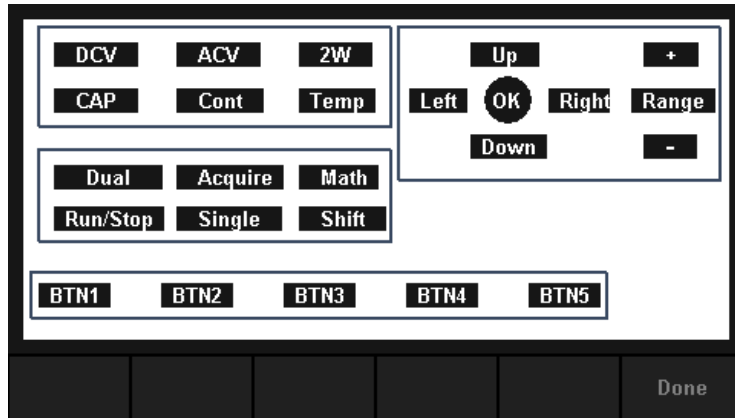 DCV ACV 2W
CAP Cont Temp
Up +
Left OK Right Range
Down -
Dual Acquire Math
Run/Stop Single Shift
BTN1 BTN2 BTN3 BTN4 BTN5
Done